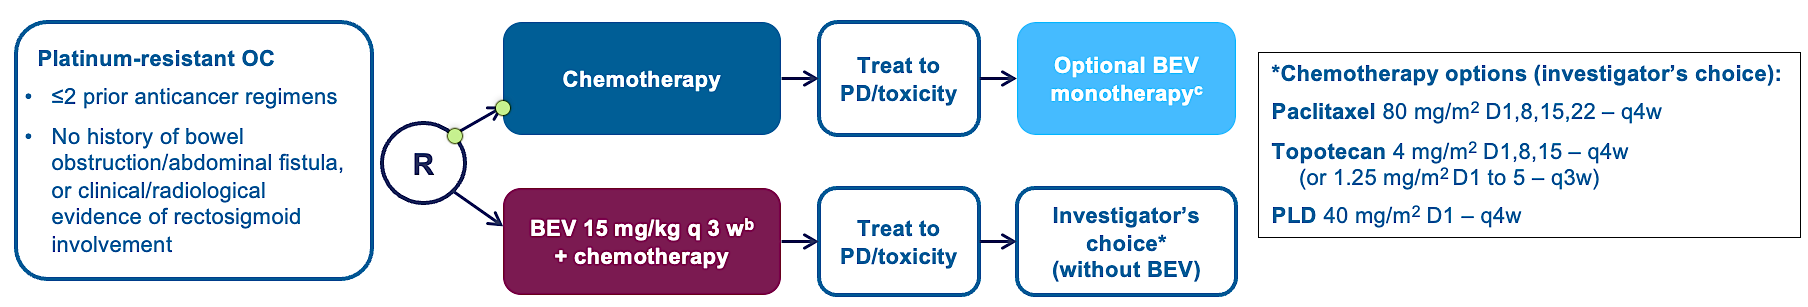 Platinum-resistant OC
• ≤2 prior anticancer regimens
• No history of bowel
obstruction/abdominal fistula,
or clinical/radiological
evidence of rectosigmoid
involvement
R
Chemotherapy
Treat to
PD/toxicity
Optional BEV
monotherapyᶜ
BEV 15 mg/kg q 3 wᵇ
+ chemotherapy
Treat to
PD/toxicity
Investigator’s
choice*
(without BEV)
*Chemotherapy options (investigator’s choice):
Paclitaxel 80 mg/m² D1,8,15,22 – q4w
Topotecan 4 mg/m² D1,8,15 – q4w
(or 1.25 mg/m² D1 to 5 – q3w)
PLD 40 mg/m² D1 – q4w